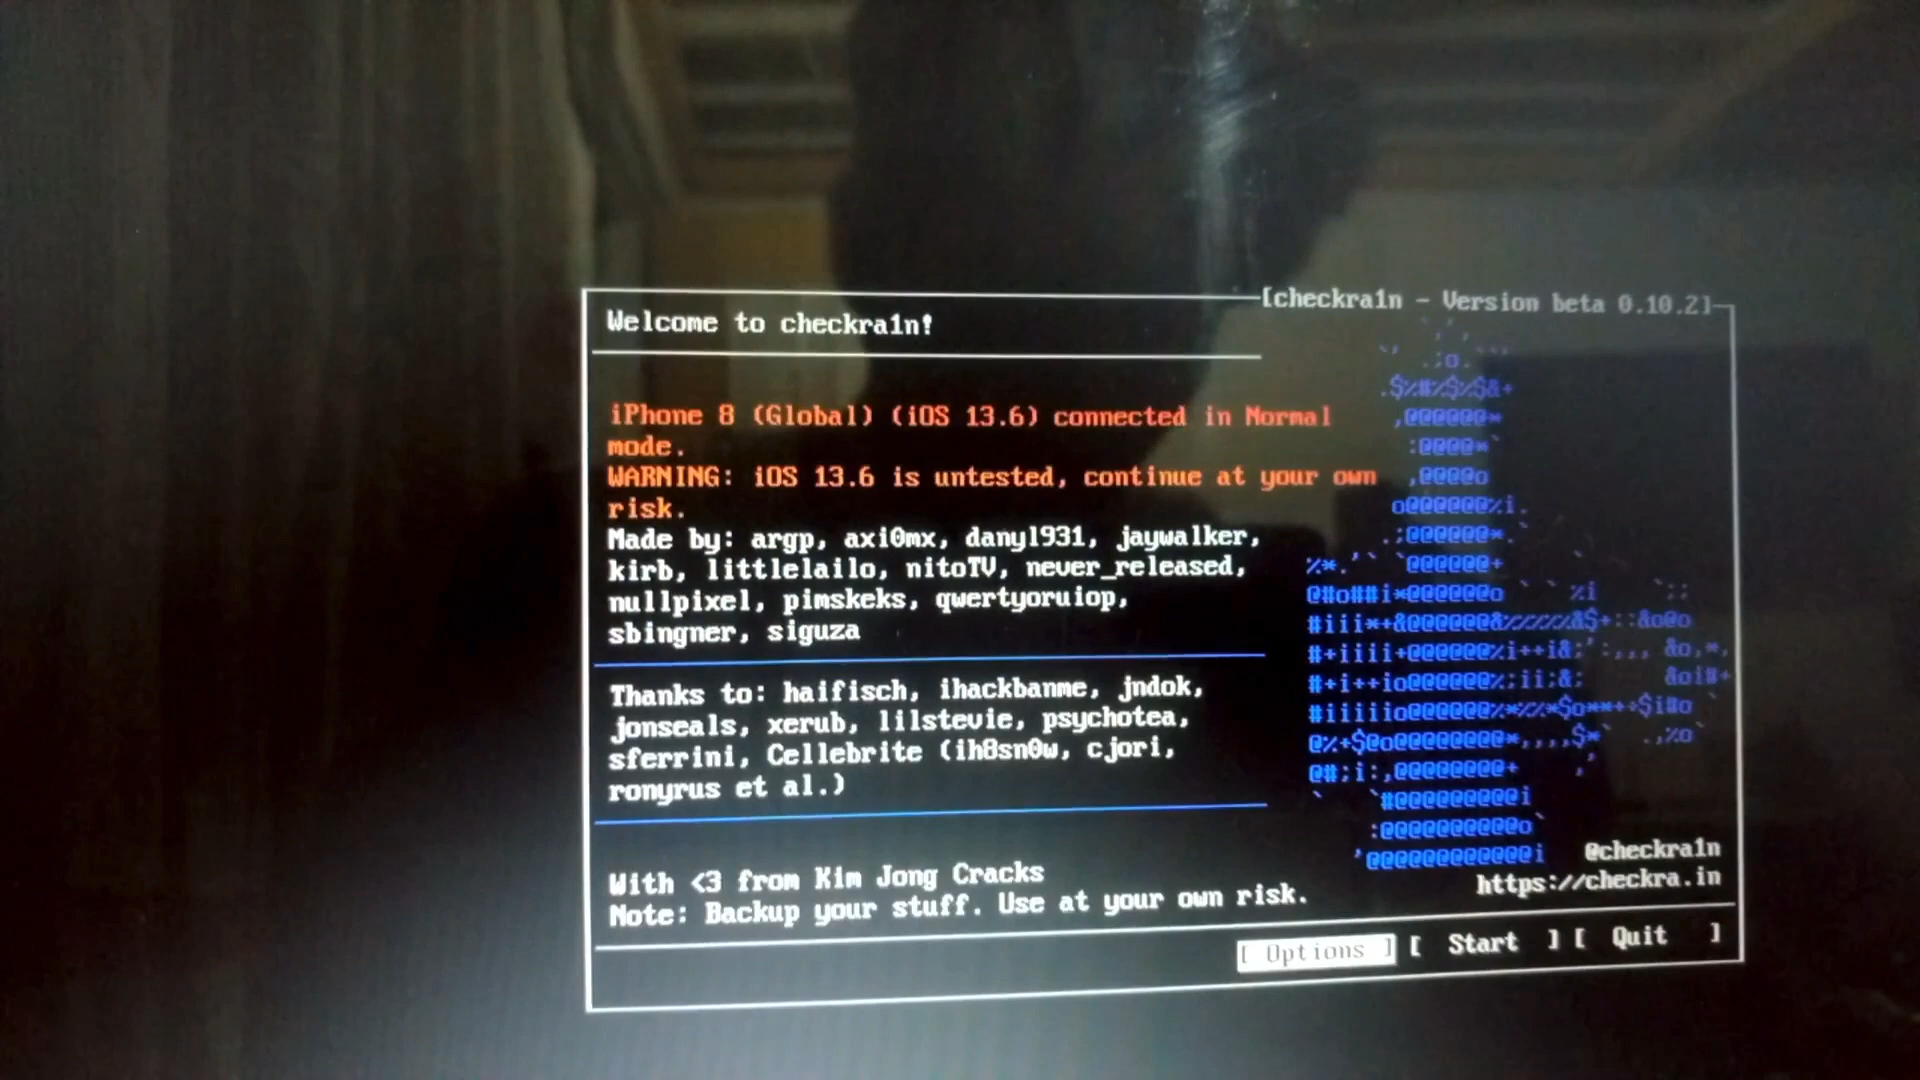 [checkra1n - Version beta 0.10.2]
Welcome to checkra1n!
iPhone 8 (Global) (iOS 13.6) connected in Normal
mode.
WARNING: iOS 13.6 is untested, continue at your own
risk.
Made by: argp, axi0mx, danyl931, jaywalker,
kirb, littlelailo, nitoTV, never_released,
nullpixel, pimskeks, qwertyoruiop,
sbingner, siguza
Thanks to: haifisch, ihackbanme, jndok,
jonseals, xerub, lilstevie, psychotea,
sferrini, Cellebrite (ih8sn0w, cjori,
ronyrus et al.)
With <3 from Kim Jong Cracks
Note: Backup your stuff. Use at your own risk.
@checkra1n
https://checkra.in
[ Options ] [ Start ] [ Quit ]